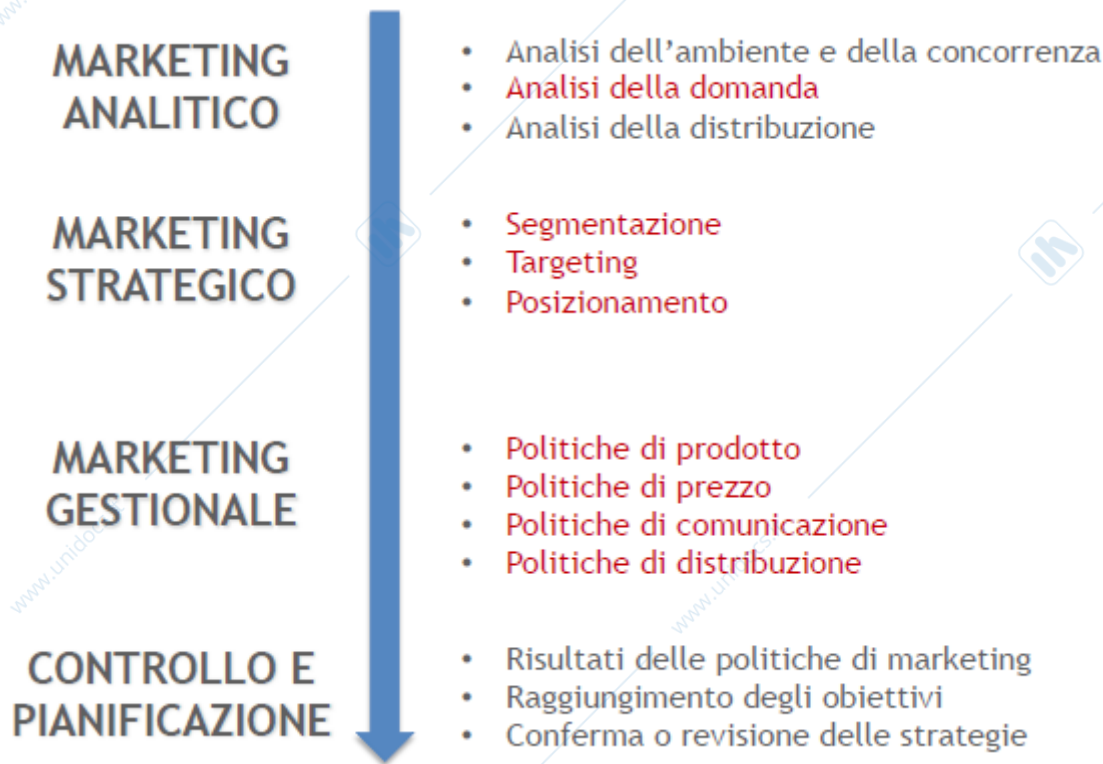 MARKETING
ANALITICO
• Analisi dell'ambiente e della concorrenza
• Analisi della domanda
• Analisi della distribuzione
MARKETING
STRATEGICO
• Segmentazione
• Targeting
• Posizionamento
MARKETING
GESTIONALE
• Politiche di prodotto
• Politiche di prezzo
• Politiche di comunicazione
• Politiche di distribuzione
CONTROLLO E
PIANIFICAZIONE
• Risultati delle politiche di marketing
• Raggiungimento degli obiettivi
• Conferma o revisione delle strategie